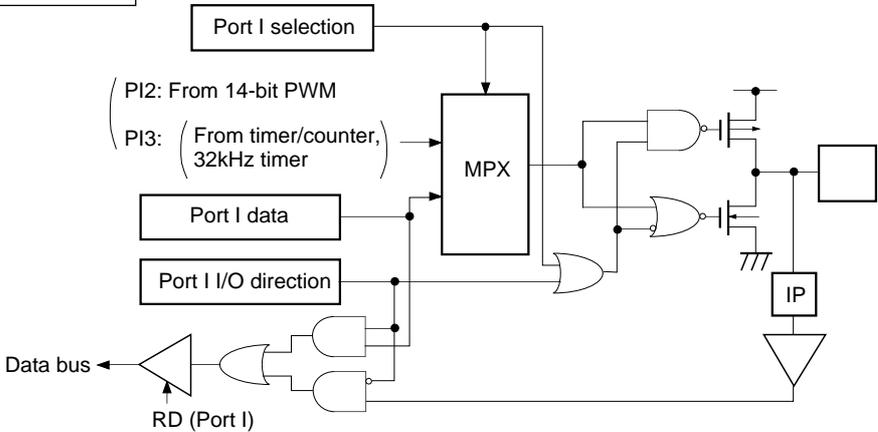 Port I selection
PI2: From 14-bit PWM
PI3: From timer/counter,
32kHz timer
MPX
Port I data
Port I I/O direction
IP
Data bus
RD (Port I)